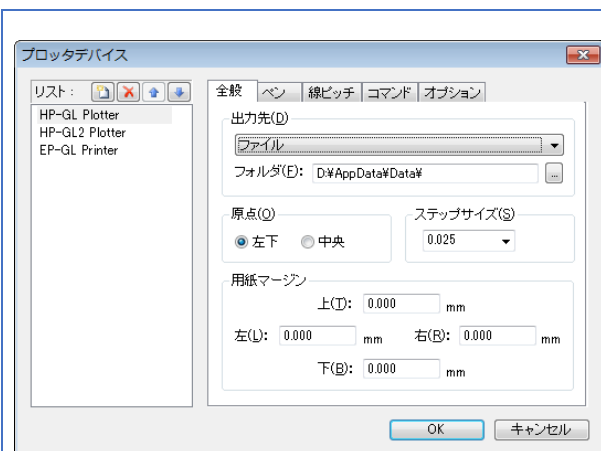 プロッタデバイス
リスト:
HP-GL Plotter
HP-GL2 Plotter
EP-GL Printer
全般 ペン 線ピッチ コマンド オプション
出力先(D)
ファイル
フォルダ(F): D:¥AppData¥Data¥ ...
原点(O) ステップサイズ(S)
左下 中央 0.025
用紙マージン
上(T): 0.000 mm
左(L): 0.000 mm 右(R): 0.000 mm
下(B): 0.000 mm
OK キャンセル